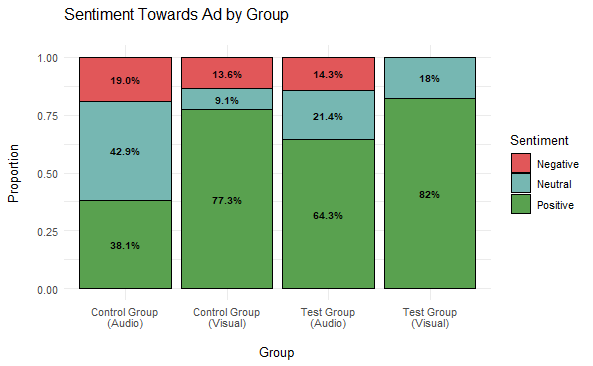 Sentiment Towards Ad by Group
Proportion
1.00
0.75
0.50
0.25
0.00
19.0%
42.9%
38.1%
13.6%
9.1%
77.3%
14.3%
21.4%
64.3%
18%
82%
Control Group
(Audio)
Control Group
(Visual)
Test Group
(Audio)
Test Group
(Visual)
Group
Sentiment
Negative
Neutral
Positive